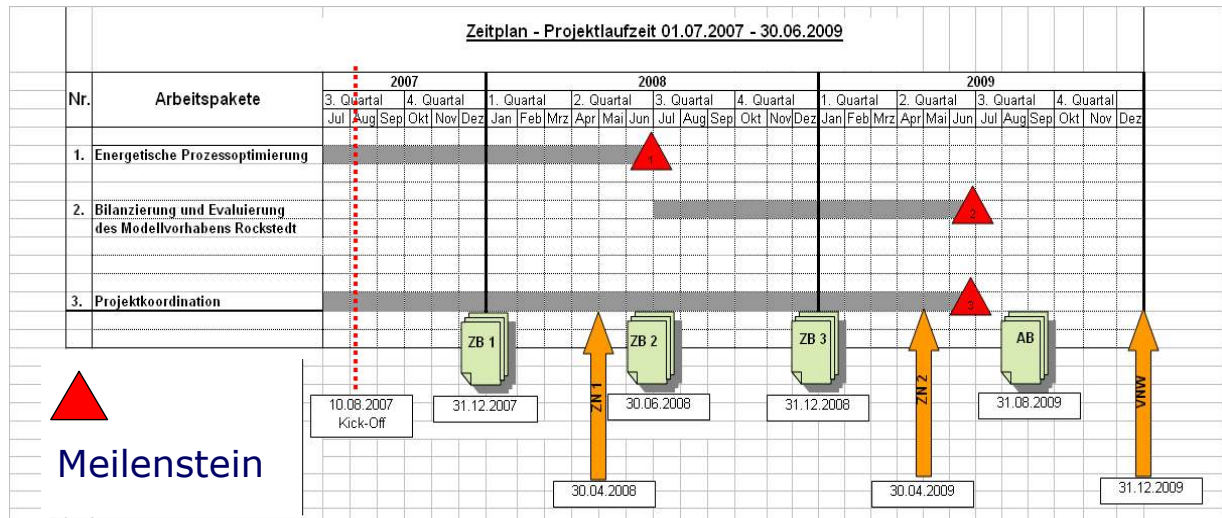 Zeitplan - Projektlaufzeit 01.07.2007 - 30.06.2009
Nr. Arbeitspakete 2007 2008 2009
3. Quartal 4. Quartal 1. Quartal 2. Quartal 3. Quartal 4. Quartal 1. Quartal 2. Quartal 3. Quartal 4. Quartal
Jul Aug Sep Okt Nov Dez Jan Feb Mrz Apr Mai Jun Jul Aug Sep Okt Nov Dez Jan Feb Mrz Apr Mai Jun Jul Aug Sep Okt Nov Dez
1. Energetische Prozessoptimierung 1
2. Bilanzierung und Evaluierung 2
des Modellvorhabens Rockstedt
3. Projektkoordination 3
ZB 1 ZB 2 ZB 3 AB
ZN 1 ZN 2 VNW
10.08.2007 31.12.2007 30.06.2008 31.12.2008 31.08.2009
Kick-Off
Meilenstein
30.04.2008 30.04.2009 31.12.2009